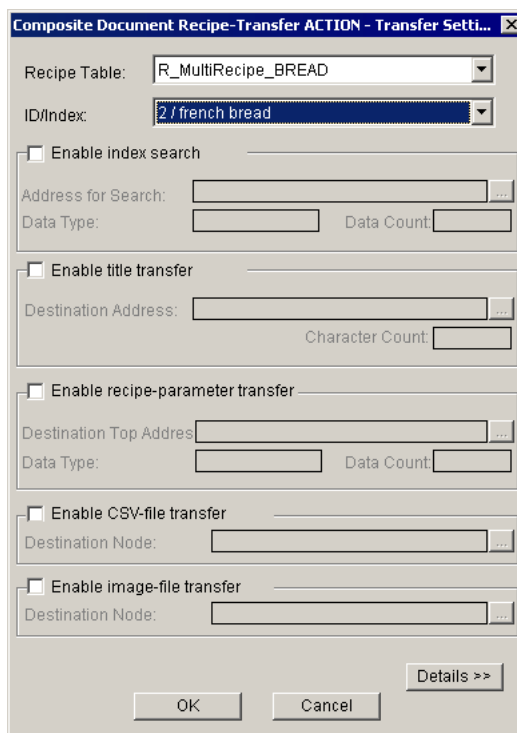 Composite Document Recipe-Transfer ACTION - Transfer Setti...
Recipe Table: R_MultiRecipe_BREAD
ID/Index: 2 / french bread
Enable index search
Address for Search: ...
Data Type: Data Count:
Enable title transfer
Destination Address: ...
Character Count:
Enable recipe-parameter transfer
Destination Top Addres ...
Data Type: Data Count:
Enable CSV-file transfer
Destination Node: ...
Enable image-file transfer
Destination Node: ...
Details >>
OK Cancel